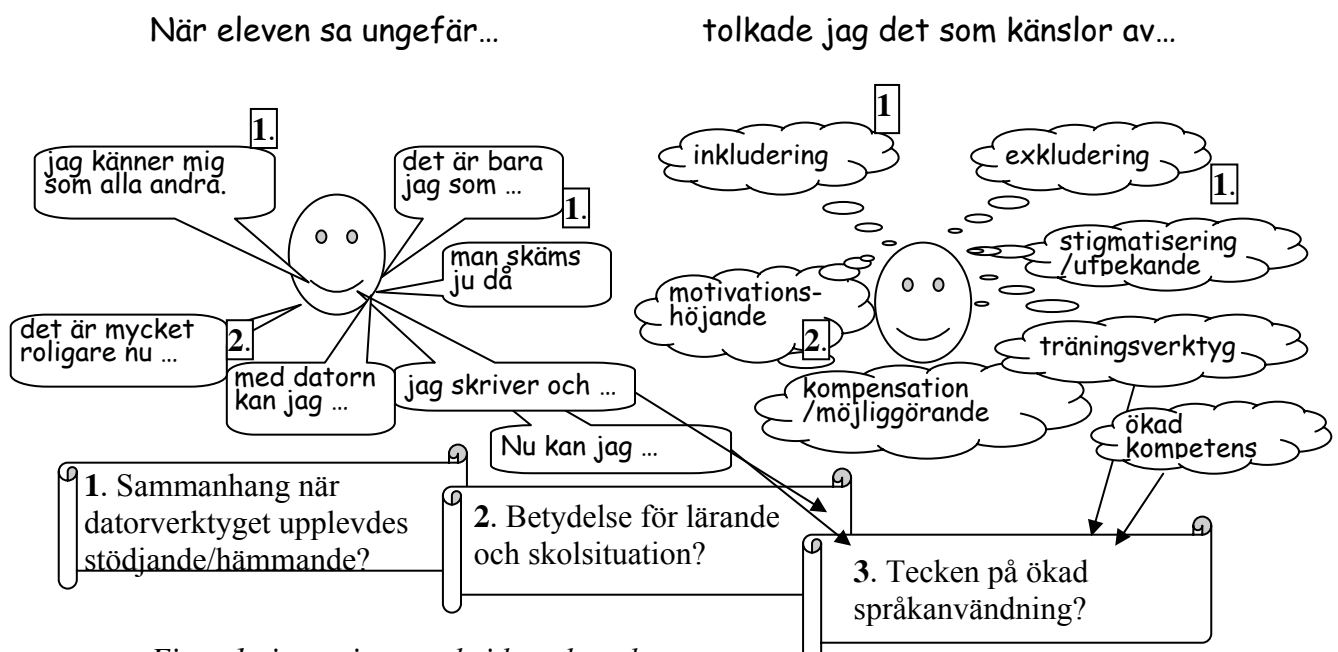 När eleven sa ungefär…
tolkade jag det som känslor av…
1.
jag känner mig
som alla andra.
det är bara
jag som …
1.
man skäms
ju då
det är mycket
roligare nu …
2.
med datorn
kan jag …
jag skriver och …
Nu kan jag …
1
inkludering
exkludering
1.
stigmatisering
/utpekande
motivations-
höjande
2.
träningsverktyg
kompensation
/möjliggörande
ökad
kompetens
1. Sammanhang när
datorverktyget upplevdes
stödjande/hämmande?
2. Betydelse för lärande
och skolsituation?
3. Tecken på ökad
språkanvändning?